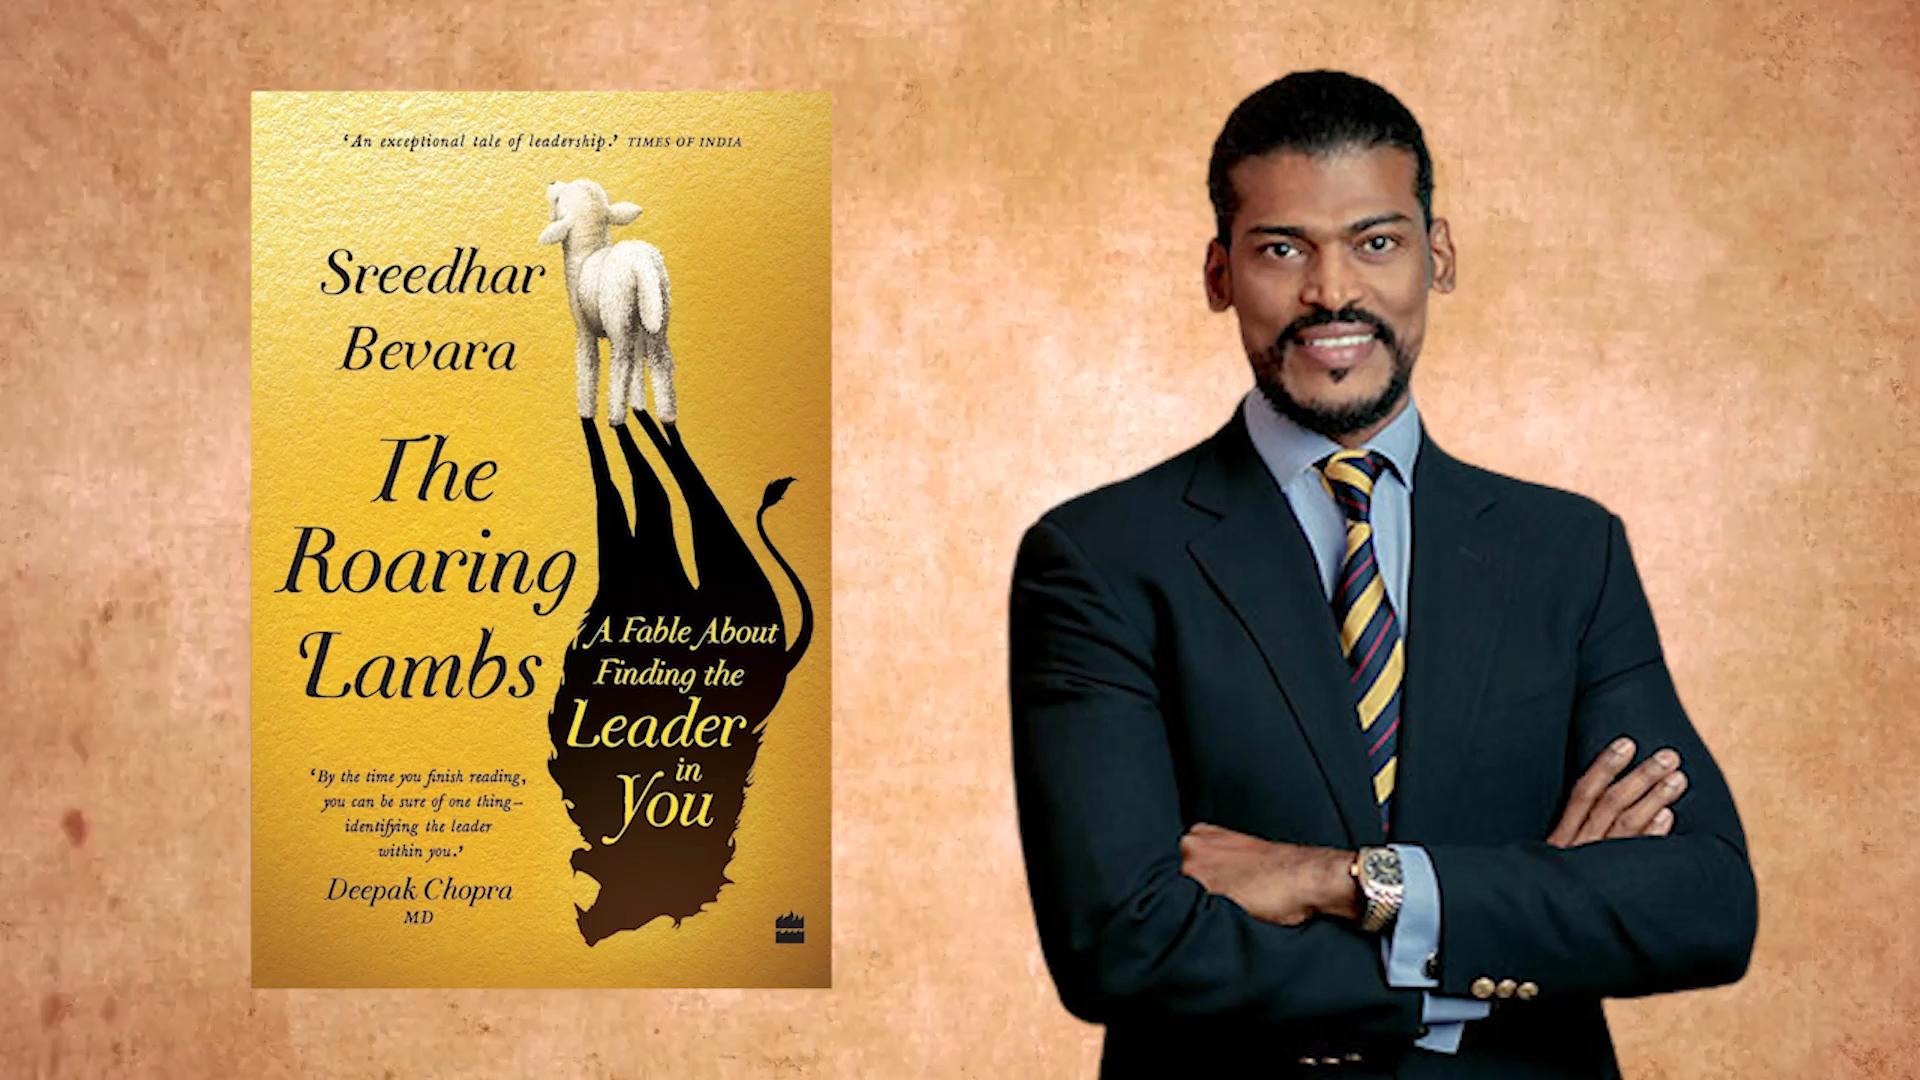 ‘An exceptional tale of leadership.’ TIMES OF INDIA
Sreedhar
Bevara
The
Roaring
Lambs
A Fable About
Finding the
Leader
in
You
‘By the time you finish reading,
you can be sure of one thing–
identifying the leader
within you.’
Deepak Chopra
MD